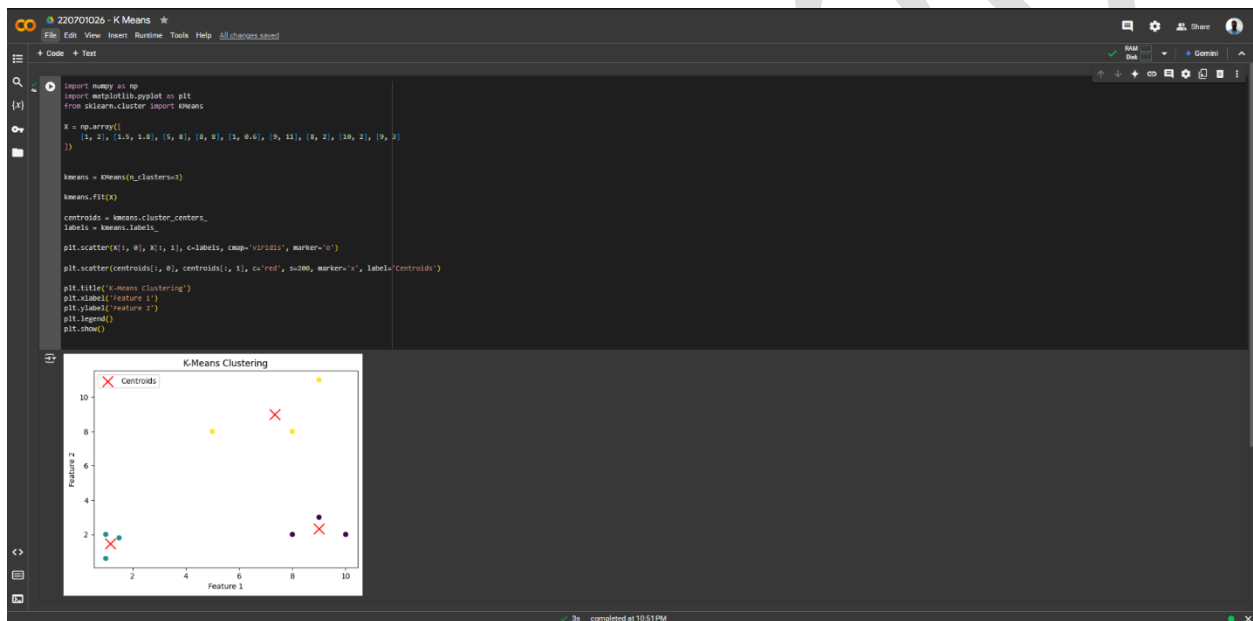 220701026 - K Means
Share
File Edit View Insert Runtime Tools Help All changes saved
+ Code + Text
RAM
Disk
+ Gemini
{x}
4s
import numpy as np
import matplotlib.pyplot as plt
from sklearn.cluster import KMeans
X = np.array([
[1, 2], [1.5, 1.8], [5, 8], [8, 8], [1, 0.6], [9, 11], [8, 2], [10, 2], [9, 3]
])
kmeans = KMeans(n_clusters=3)
kmeans.fit(X)
centroids = kmeans.cluster_centers_
labels = kmeans.labels_
plt.scatter(X[:, 0], X[:, 1], c=labels, cmap='viridis', marker='o')
plt.scatter(centroids[:, 0], centroids[:, 1], c='red', s=200, marker='x', label='Centroids')
plt.title('K-Means Clustering')
plt.xlabel('Feature 1')
plt.ylabel('Feature 2')
plt.legend()
plt.show()
K-Means Clustering
Centroids
10
8
6
4
2
Feature 2
2 4 6 8 10
Feature 1
3s completed at 10:51 PM